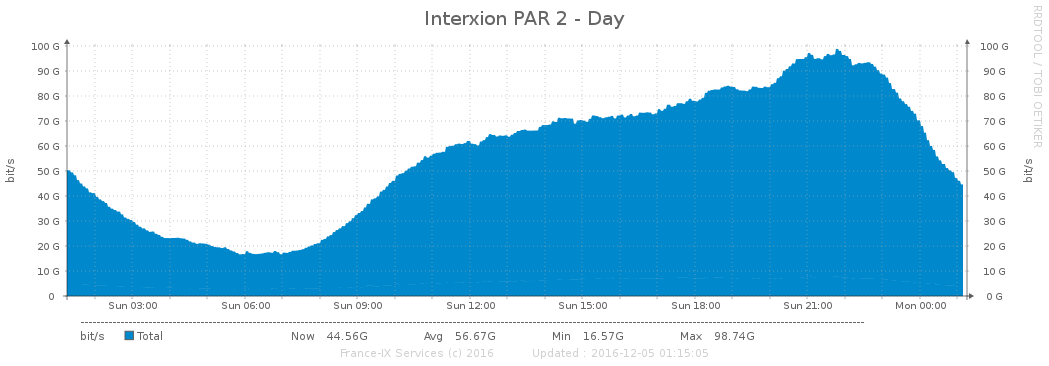 Interxion PAR 2 - Day
RRDTOOL / TOBI OETIKER
100 G 100 G
90 G 90 G
80 G 80 G
70 G 70 G
60 G 60 G
50 G 50 G
40 G 40 G
30 G 30 G
20 G 20 G
10 G 10 G
0 0 G
bit/s bit/s
Sun 03:00 Sun 06:00 Sun 09:00 Sun 12:00 Sun 15:00 Sun 18:00 Sun 21:00 Mon 00:00
bit/s Total Now 44.56G Avg 56.67G Min 16.57G Max 98.74G
France-IX Services (c) 2016 Updated : 2016-12-05 01:15:05